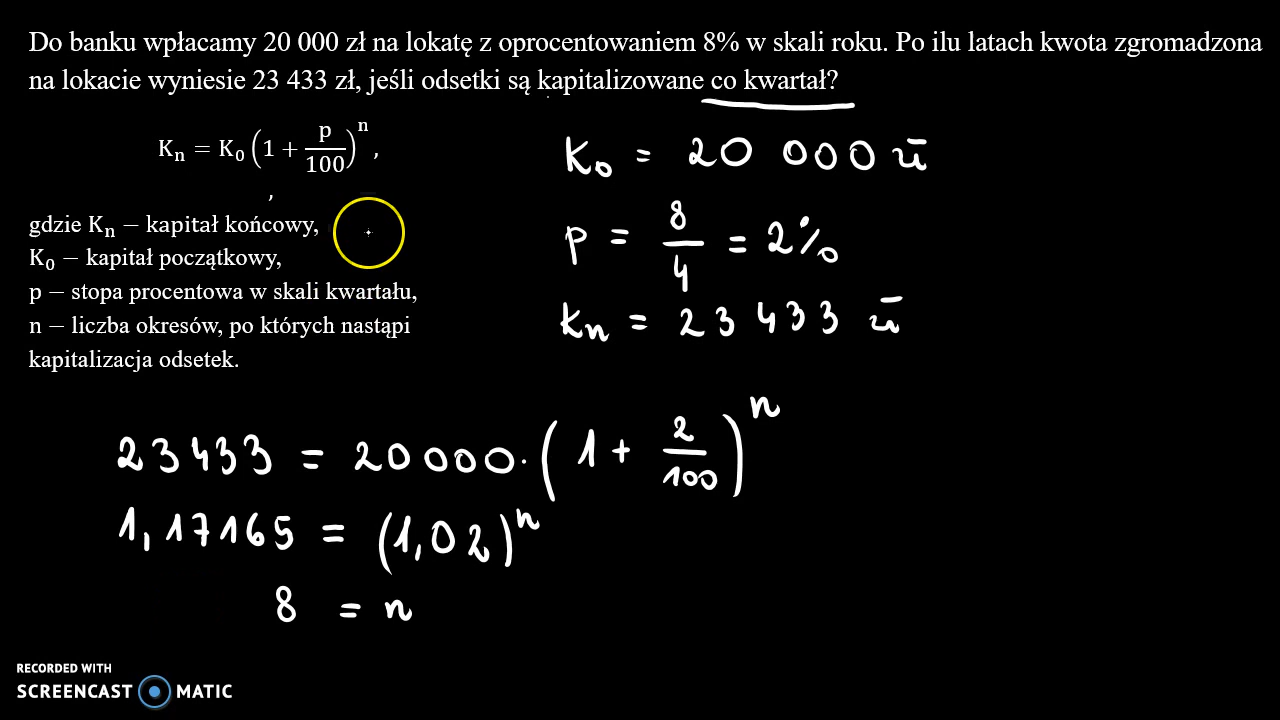 Do banku wpłacamy 20 000 zł na lokatę z oprocentowaniem 8% w skali roku. Po ilu latach kwota zgromadzona
na lokacie wyniesie 23 433 zł, jeśli odsetki są kapitalizowane co kwartał?
Kₙ = K₀ (1 + p/100)ⁿ,
,
gdzie Kₙ − kapitał końcowy,
K₀ − kapitał początkowy,
p − stopa procentowa w skali kwartału,
n − liczba okresów, po których nastąpi
kapitalizacja odsetek.
K₀ = 20 000 zł
p = 8/4 = 2%
Kₙ = 23 433 zł
23433 = 20 000 · (1 + 2/100)ⁿ
1,17165 = (1,02)ⁿ
8 = n
RECORDED WITH
SCREENCAST MATIC